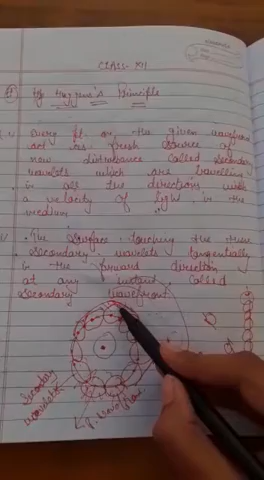 CLASS- XII
By Huygen's Principle
Every pt. on the given wavefront
act as fresh source of
new disturbance called secondary
wavelets which are travelling
in all the directions with
a velocity of light in the
medium.
The Surface touching the these
secondary wavelets tangentially
in the forward direction
at any instant, called
secondary wavefront
Secondary
wavelets
P. wavefront